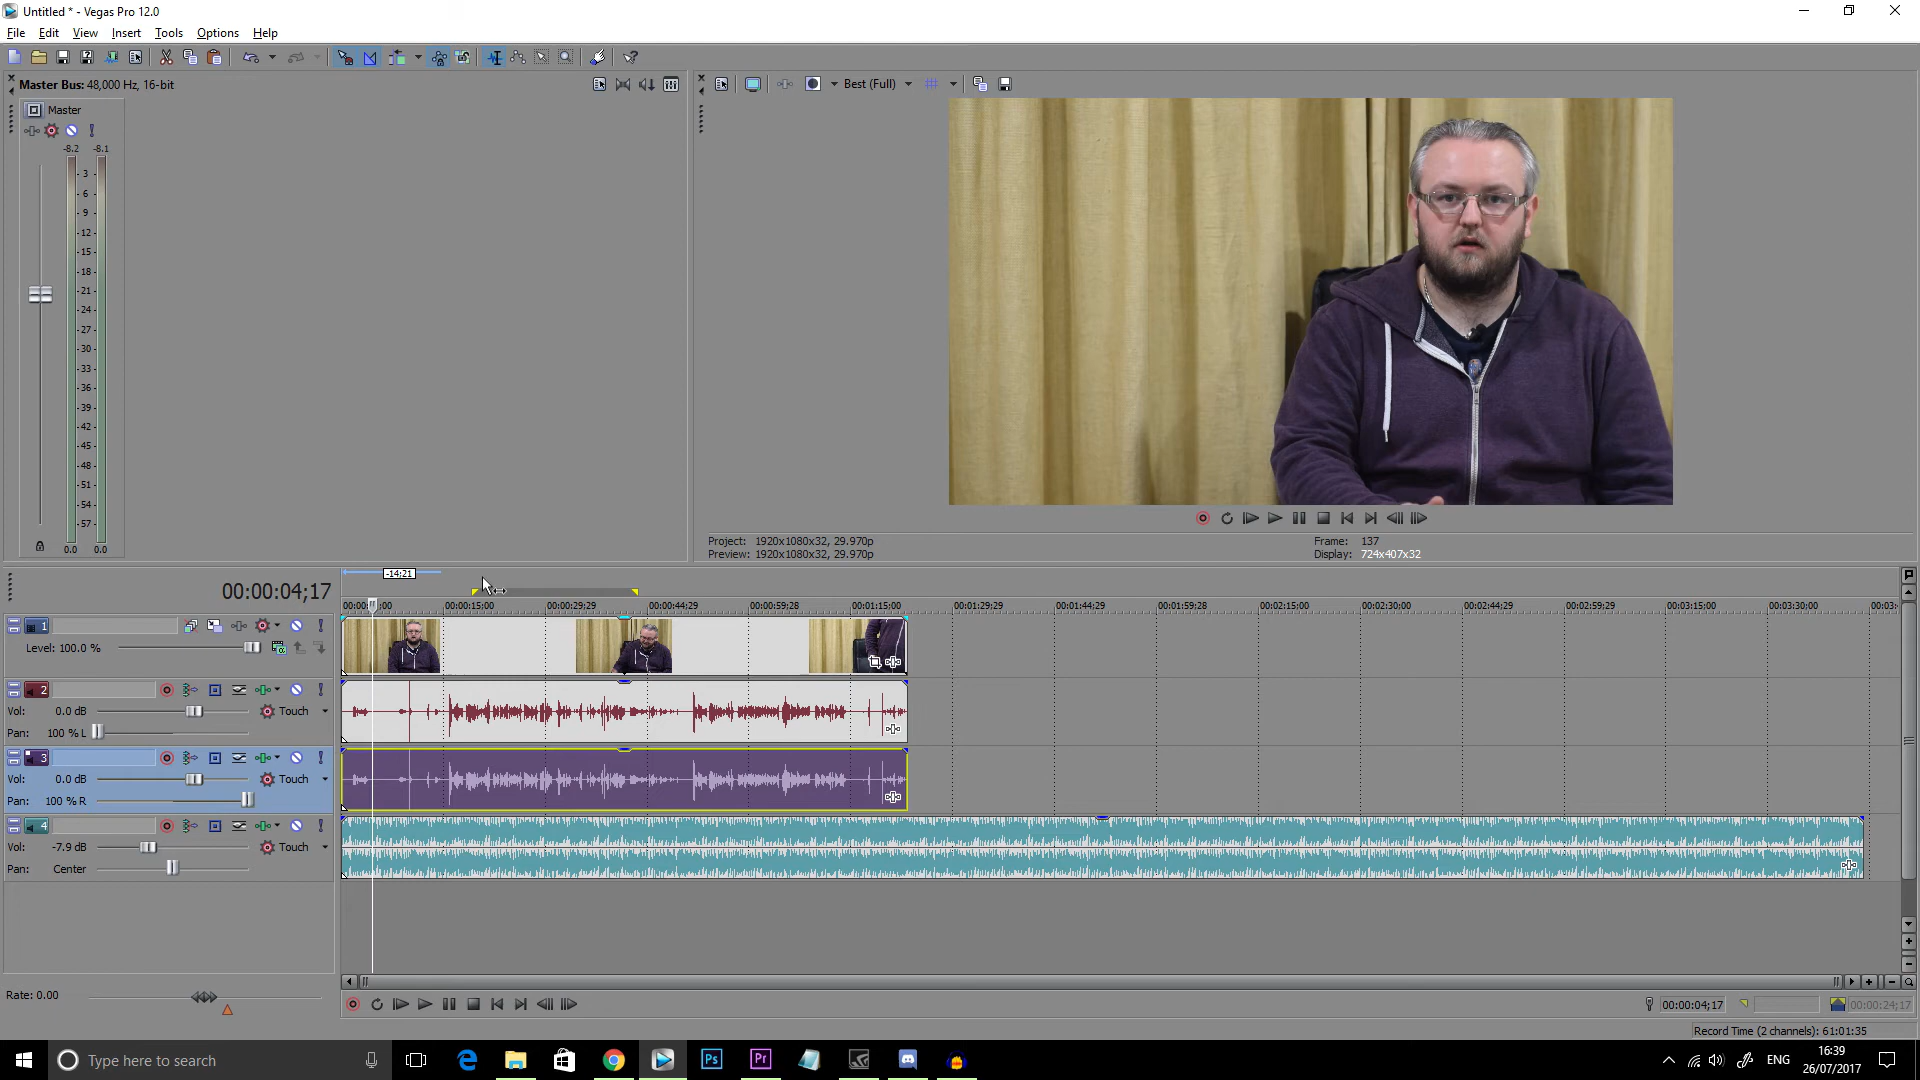 Untitled * - Vegas Pro 12.0
File Edit View Insert Tools Options Help
Master Bus: 48,000 Hz, 16-bit
Best (Full)
Master
-8.2 -8.1
3
6
9
12
15
18
21
24
27
30
33
36
39
42
45
48
51
54
57
0.0 0.0
Project: 1920x1080x32, 29.970p
Preview: 1920x1080x32, 29.970p
Frame: 137
Display: 724x407x32
-14;21
00:00:04;17
00:00:15;00 00:00:29;29 00:00:44;29 00:00:59;28 00:01:15;00 00:01:29;29 00:01:44;29 00:01:59;28 00:02:15;00 00:02:30;00 00:02:44;29 00:02:59;29 00:03:15;00 00:03:30;00
1
Level: 100.0 %
2
Vol: 0.0 dB Touch
Pan: 100 % L
3
Vol: 0.0 dB Touch
Pan: 100 % R
4
Vol: -7.9 dB Touch
Pan: Center
Rate: 0.00
00:00:04;17
00:00:24;17
Record Time (2 channels): 61:01:35
Type here to search
Ps
Pr
ENG
16:39
26/07/2017